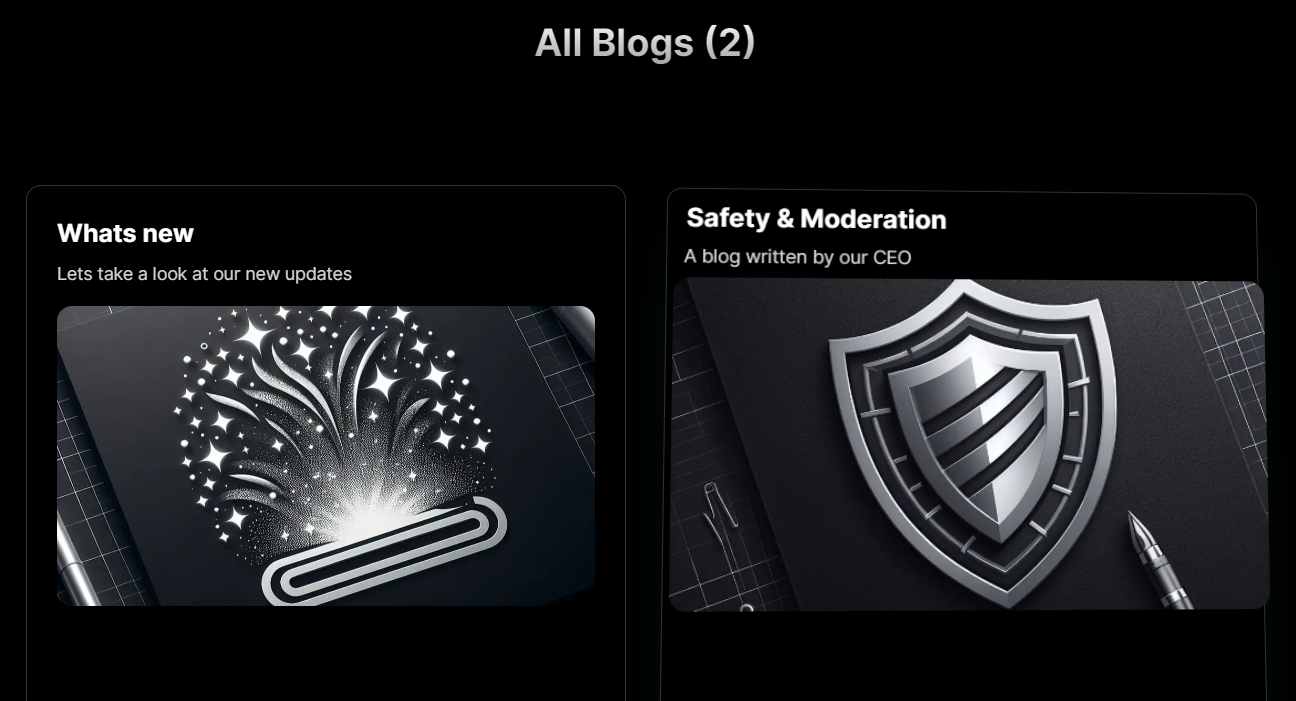 All Blogs (2)
Whats new
Lets take a look at our new updates
Safety & Moderation
A blog written by our CEO